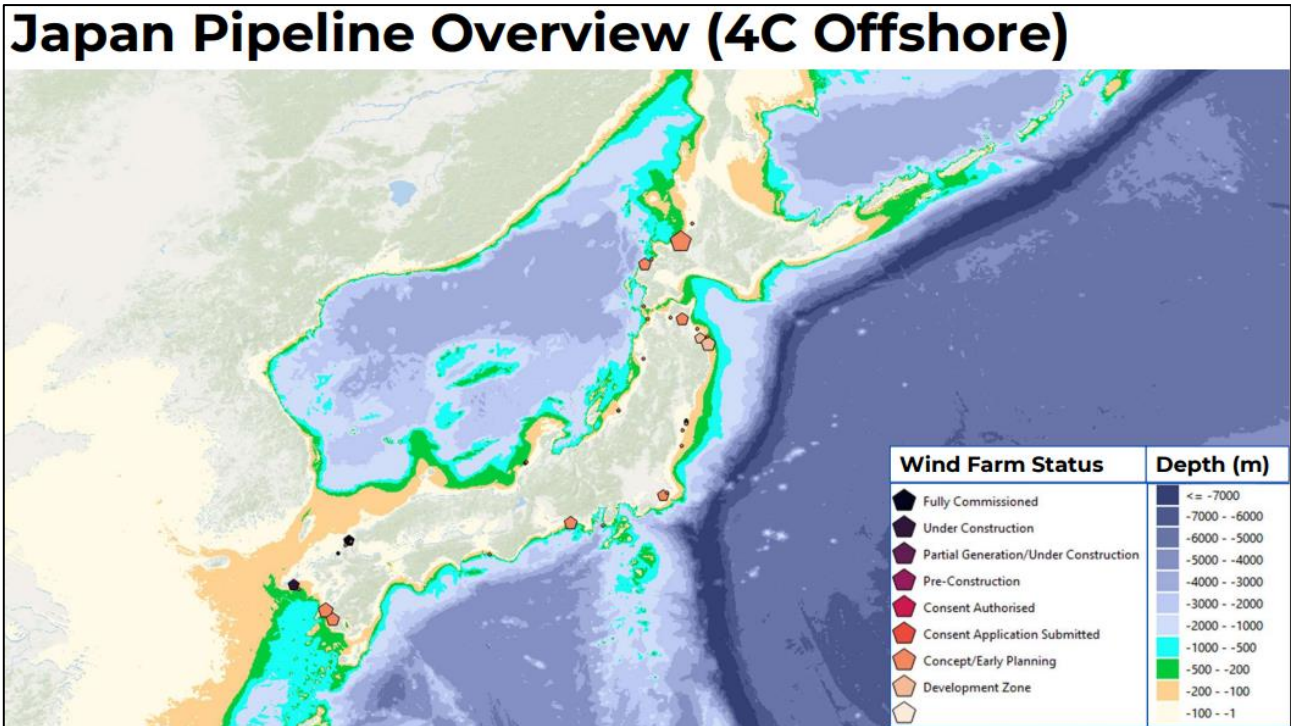 Japan Pipeline Overview (4C Offshore)
Wind Farm Status
Fully Commissioned
Under Construction
Partial Generation/Under Construction
Pre-Construction
Consent Authorised
Consent Application Submitted
Concept/Early Planning
Development Zone
Depth (m)
<= -7000
-7000 - -6000
-6000 - -5000
-5000 - -4000
-4000 - -3000
-3000 - -2000
-2000 - -1000
-1000 - -500
-500 - -200
-200 - -100
-100 - -1